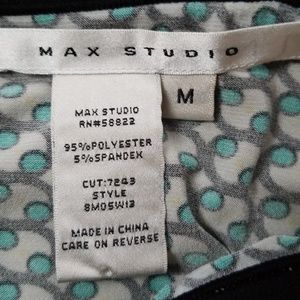 MAX STUDIO
M
MAX STUDIO
RN#58822
95%POLYESTER
5%SPANDEX
CUT:7243
STYLE
8MD5W13
MADE IN CHINA
CARE ON REVERSE